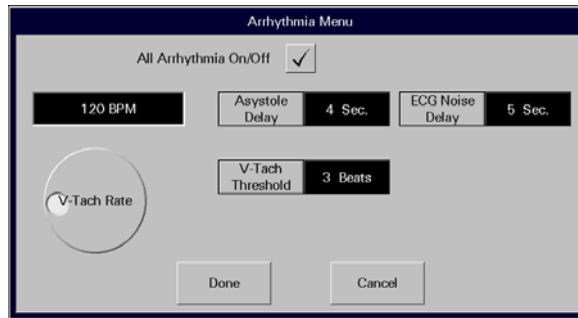 Arrhythmia Menu
All Arrhythmia On/Off
120 BPM
Asystole
Delay
4 Sec.
ECG Noise
Delay
5 Sec.
V-Tach
Threshold
3 Beats
V-Tach Rate
Done
Cancel